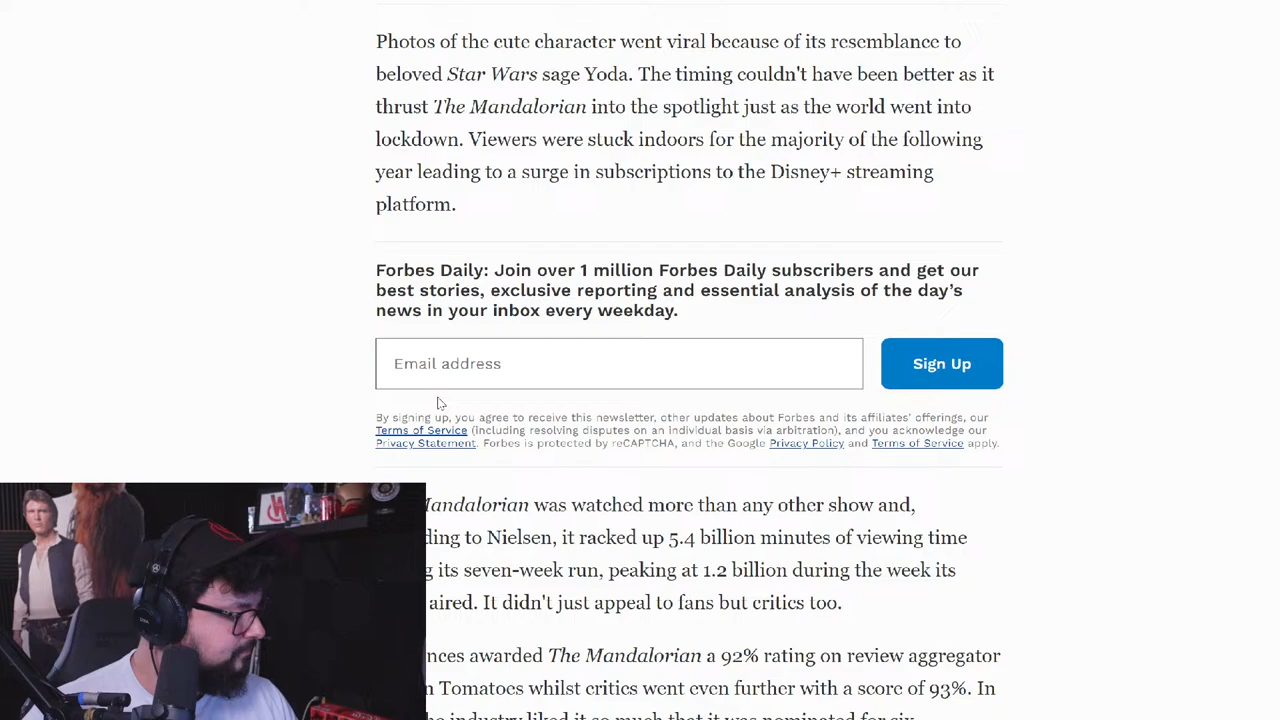 Photos of the cute character went viral because of its resemblance to
beloved Star Wars sage Yoda. The timing couldn't have been better as it
thrust The Mandalorian into the spotlight just as the world went into
lockdown. Viewers were stuck indoors for the majority of the following
year leading to a surge in subscriptions to the Disney+ streaming
platform.
Forbes Daily: Join over 1 million Forbes Daily subscribers and get our
best stories, exclusive reporting and essential analysis of the day's
news in your inbox every weekday.
Email address
Sign Up
By signing up, you agree to receive this newsletter, other updates about Forbes and its affiliates' offerings, our
Terms of Service (including resolving disputes on an individual basis via arbitration), and you acknowledge our
Privacy Statement. Forbes is protected by reCAPTCHA, and the Google Privacy Policy and Terms of Service apply.
Mandalorian was watched more than any other show and,
to Nielsen, it racked up 5.4 billion minutes of viewing time
its seven-week run, peaking at 1.2 billion during the week its
aired. It didn't just appeal to fans but critics too.
awarded The Mandalorian a 92% rating on review aggregator
Tomatoes whilst critics went even further with a score of 93%. In
industry liked it so much that it was nominated for six